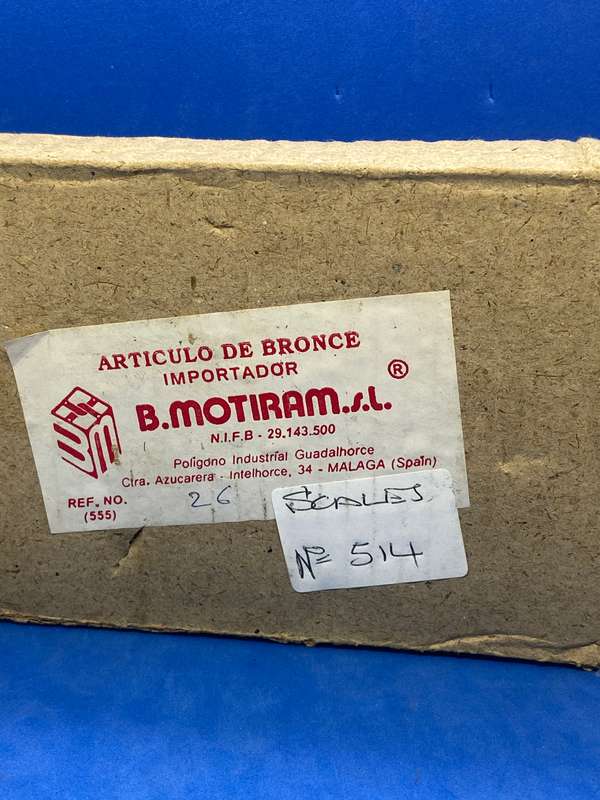 ARTICULO DE BRONCE
IMPORTADOR
B.MOTIRAM.s.L. ®
N.I.F.B - 29.143.500
Poligono Industrial Guadalhorce
Ctra. Azucarera - Intelhorce, 34 - MALAGA (Spain)
REF. NO. 26
(555)
SCALES
Nº 514